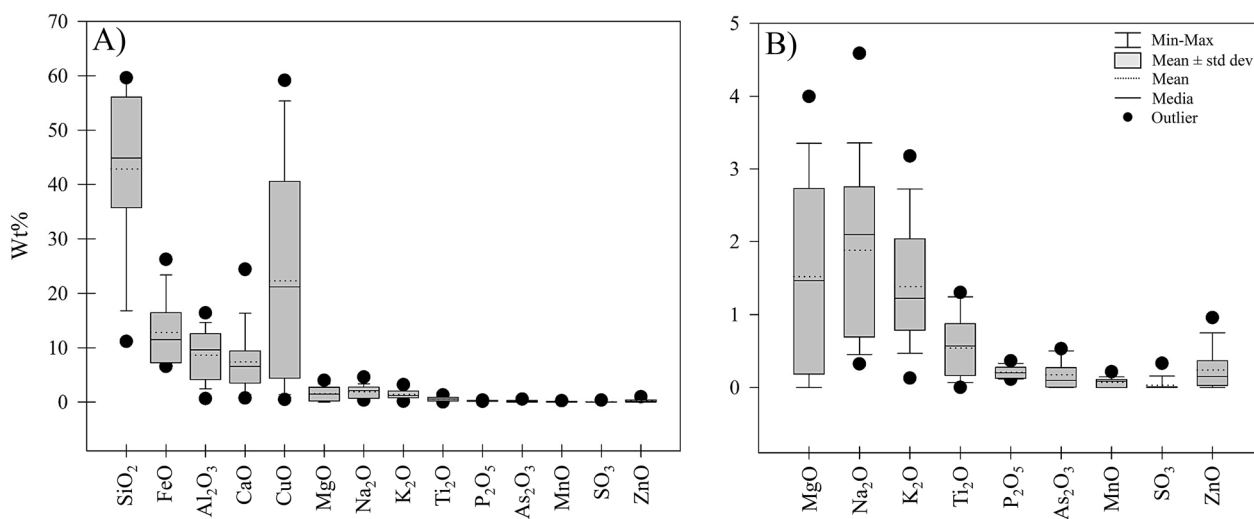 A)
70
60
50
40
30
20
10
0
Wt%
SiO₂
FeO
Al₂O₃
CaO
CuO
MgO
Na₂O
K₂O
Ti₂O
P₂O₅
As₂O₃
MnO
SO₃
ZnO
B)
5
4
3
2
1
0
Min-Max
Mean ± std dev
Mean
Media
Outlier
MgO
Na₂O
K₂O
Ti₂O
P₂O₅
As₂O₃
MnO
SO₃
ZnO